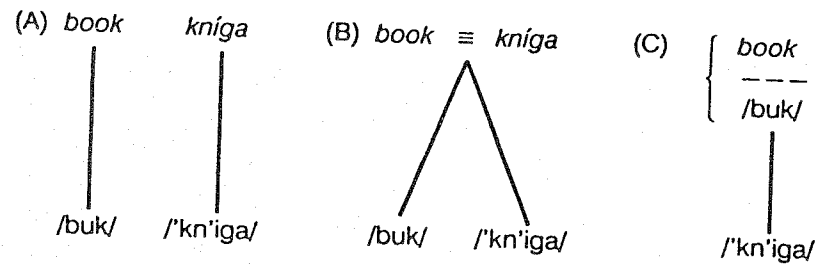 (A) book kníga
/buk/ /'kn'iga/
(B) book ≡ kníga
/buk/ /'kn'iga/
(C) book
/buk/
/'kn'iga/